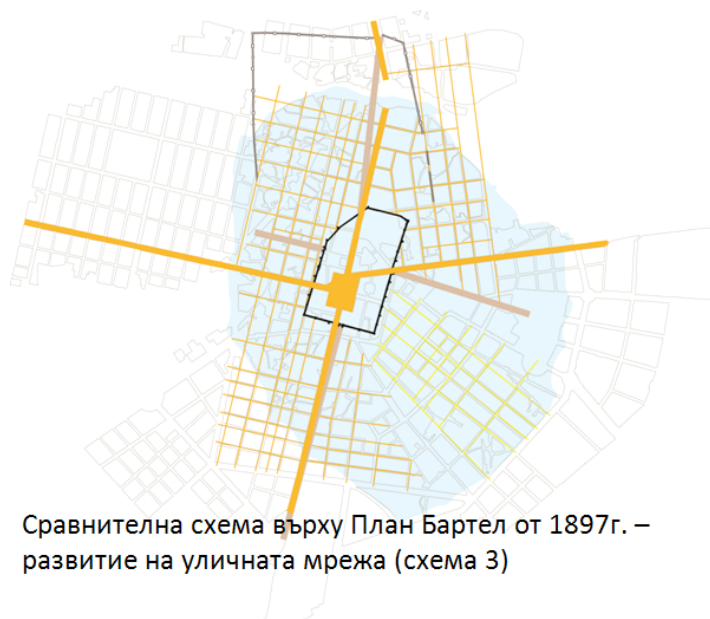 Сравнителна схема върху План Бартел от 1897г. –
развитие на уличната мрежа (схема 3)